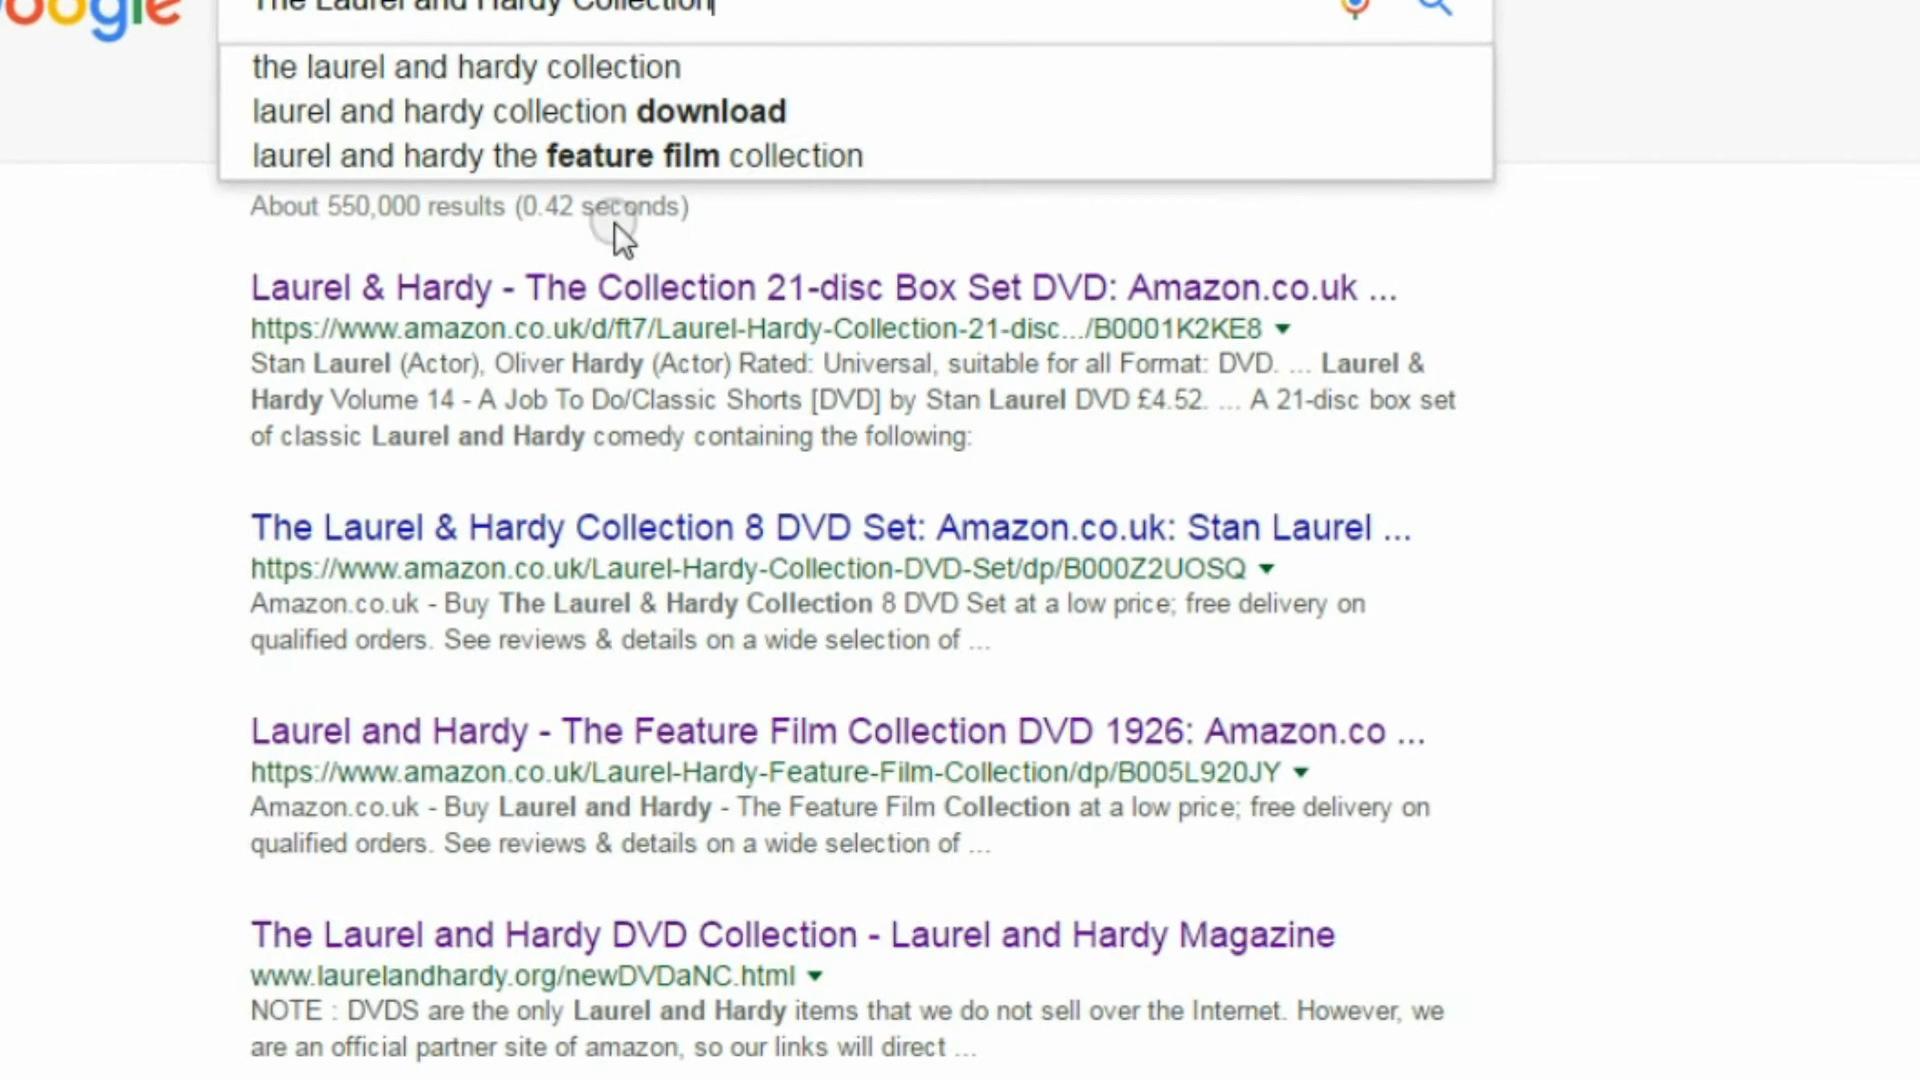 Google
The Laurel and Hardy Collection
the laurel and hardy collection
laurel and hardy collection download
laurel and hardy the feature film collection
About 550,000 results (0.42 seconds)
Laurel & Hardy - The Collection 21-disc Box Set DVD: Amazon.co.uk ...
https://www.amazon.co.uk/d/ft7/Laurel-Hardy-Collection-21-disc.../B0001K2KE8
Stan Laurel (Actor), Oliver Hardy (Actor) Rated: Universal, suitable for all Format: DVD. ... Laurel &
Hardy Volume 14 - A Job To Do/Classic Shorts [DVD] by Stan Laurel DVD £4.52. ... A 21-disc box set
of classic Laurel and Hardy comedy containing the following:
The Laurel & Hardy Collection 8 DVD Set: Amazon.co.uk: Stan Laurel ...
https://www.amazon.co.uk/Laurel-Hardy-Collection-DVD-Set/dp/B000Z2UOSQ
Amazon.co.uk - Buy The Laurel & Hardy Collection 8 DVD Set at a low price; free delivery on
qualified orders. See reviews & details on a wide selection of ...
Laurel and Hardy - The Feature Film Collection DVD 1926: Amazon.co ...
https://www.amazon.co.uk/Laurel-Hardy-Feature-Film-Collection/dp/B005L920JY
Amazon.co.uk - Buy Laurel and Hardy - The Feature Film Collection at a low price; free delivery on
qualified orders. See reviews & details on a wide selection of ...
The Laurel and Hardy DVD Collection - Laurel and Hardy Magazine
www.laurelandhardy.org/newDVDaNC.html
NOTE : DVDS are the only Laurel and Hardy items that we do not sell over the Internet. However, we
are an official partner site of amazon, so our links will direct ...